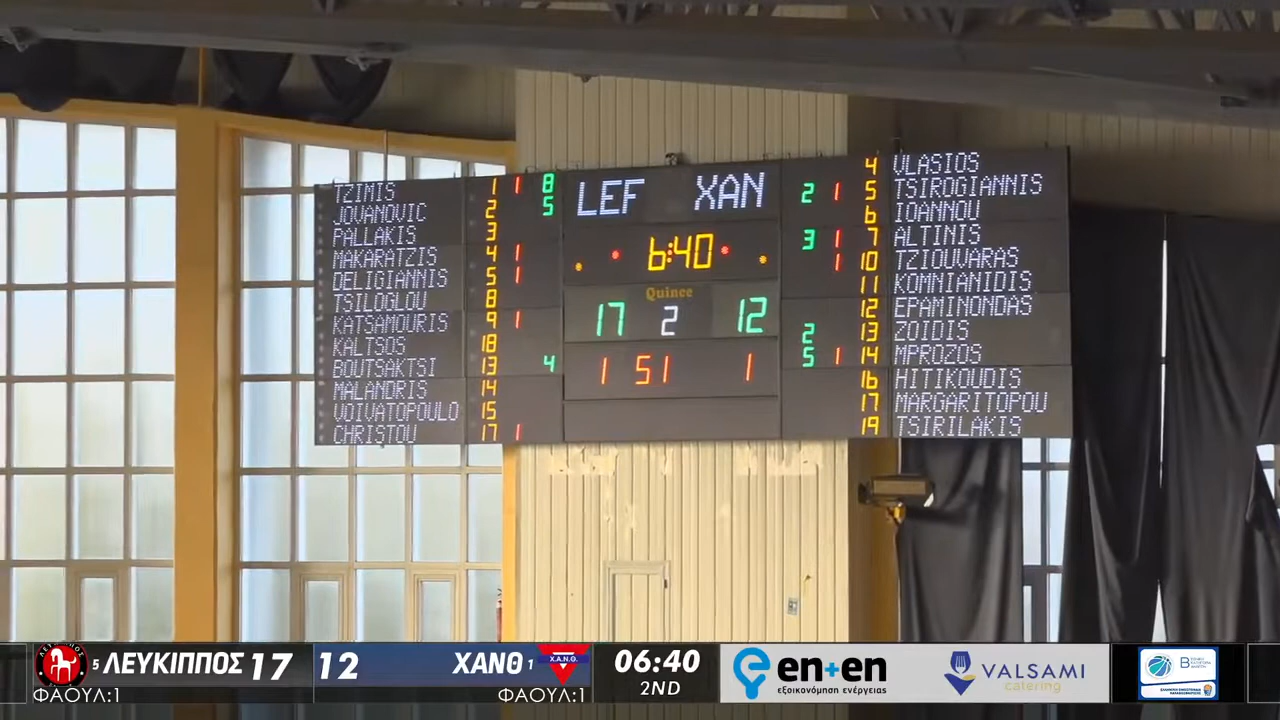 LEF XAN
6:40
Quince
17 2 12
1 51 1
TZIMIS 1 1 8
JOVANOVIC 2 5
PALLAKIS 3
MAKARATZIS 4 1
DELIGIANNIS 5 1
TSILOGLOU 8
KATSAMOURIS 9 1
KALTSOS 18
BOUTSAKTSI 13 4
MALANDRIS 14
VOIVATOPOULO 15
CHRISTOU 17 1
4 VLASIOS
2 1 5 TSIROGIANNIS
6 IOANNOU
3 1 7 ALTINIS
1 10 TZIOUVARAS
11 KOMNIANIDIS
12 EPAMINONDAS
2 13 ZOIDIS
5 1 14 MPROZOS
16 HITIKOUDIS
17 MARGARITOPOU
19 TSIRILAKIS
5 ΛΕΥΚΙΠΠΟΣ 17
ΦΑΟΥΛ:1
12 ΧΑΝΘ 1
Χ.Α.Ν.Θ.
ΦΑΟΥΛ:1
06:40
2ND
en+en
εξοικονόμηση ενέργειας
VALSAMI
catering